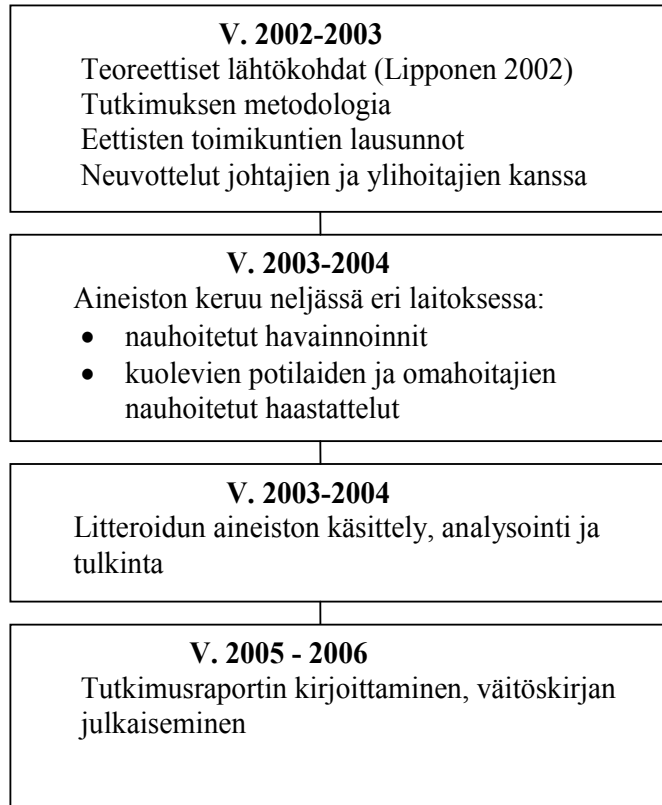 V. 2002-2003
Teoreettiset lähtökohdat (Lipponen 2002)
Tutkimuksen metodologia
Eettisten toimikuntien lausunnot
Neuvottelut johtajien ja ylihoitajien kanssa
V. 2003-2004
Aineiston keruu neljässä eri laitoksessa:
• nauhoitetut havainnoinnit
• kuolevien potilaiden ja omahoitajien
nauhoitetut haastattelut
V. 2003-2004
Litteroidun aineiston käsittely, analysointi ja
tulkinta
V. 2005 - 2006
Tutkimusraportin kirjoittaminen, väitöskirjan
julkaiseminen